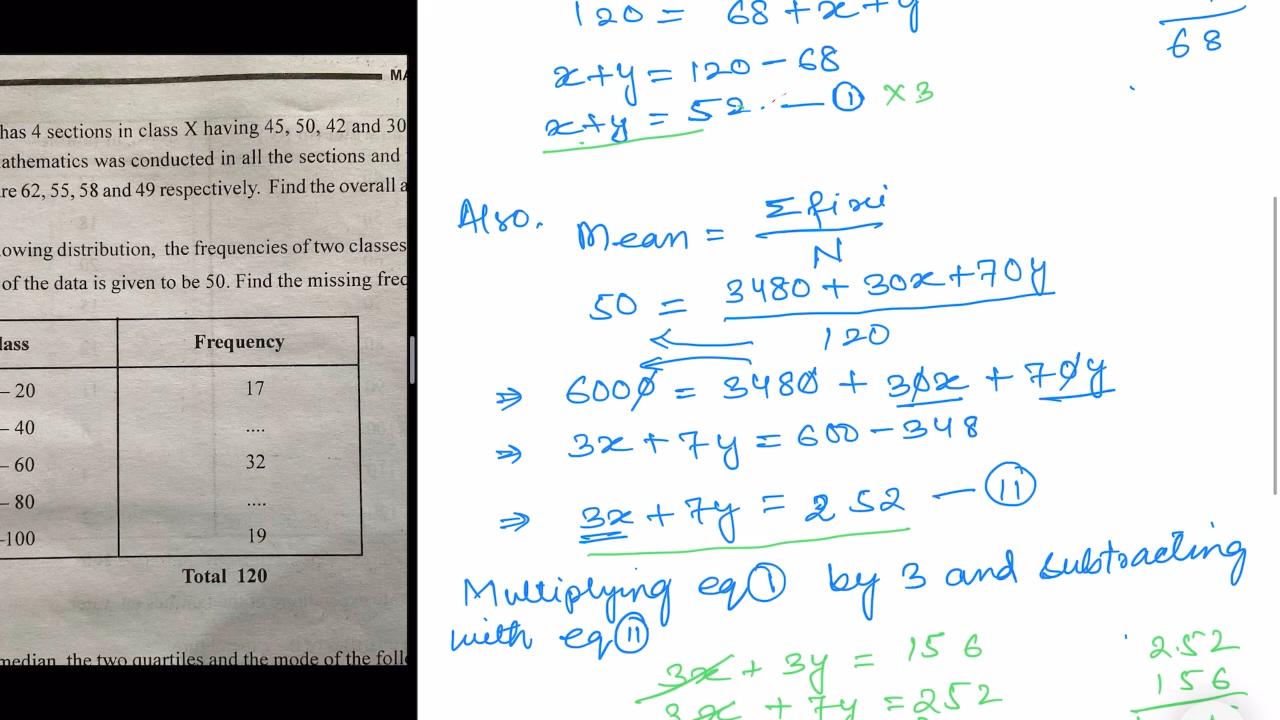 MA
has 4 sections in class X having 45, 50, 42 and 30
athematics was conducted in all the sections and
re 62, 55, 58 and 49 respectively. Find the overall a
owing distribution, the frequencies of two classes
of the data is given to be 50. Find the missing freq
lass Frequency
– 20 17
– 40 ....
– 60 32
– 80 ....
–100 19
Total 120
median, the two quartiles and the mode of the foll
120 = 68 + x + y
68
x + y = 120 – 68
x + y = 52 — (i) × 3
Also, Mean = Σfixi / N
50 = 3480 + 30x + 70y / 120
⇒ 6000 = 3480 + 30x + 70y
⇒ 3x + 7y = 600 – 348
⇒ 3x + 7y = 252 — (ii)
Multiplying eq (i) by 3 and subtracting
with eq (ii)
3x + 3y = 156
3x + 7y = 252
252
156